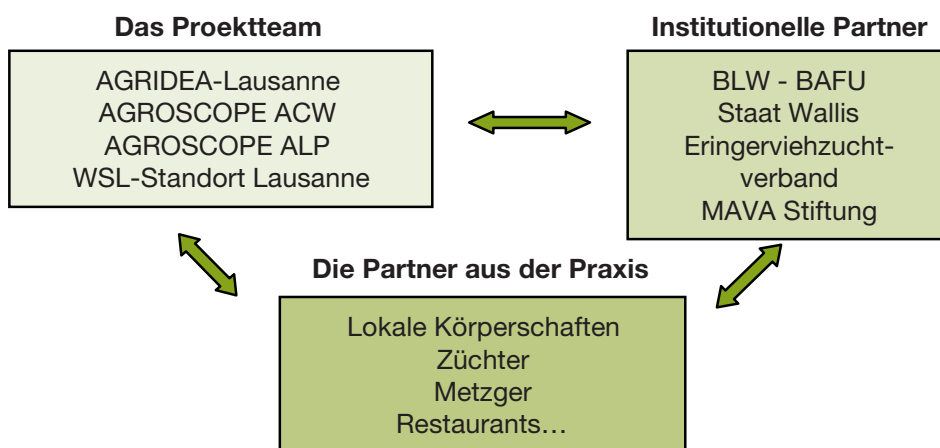 Das Proektteam
AGRIDEA-Lausanne
AGROSCOPE ACW
AGROSCOPE ALP
WSL-Standort Lausanne
Institutionelle Partner
BLW - BAFU
Staat Wallis
Eringerviehzucht-
verband
MAVA Stiftung
Die Partner aus der Praxis
Lokale Körperschaften
Züchter
Metzger
Restaurants…